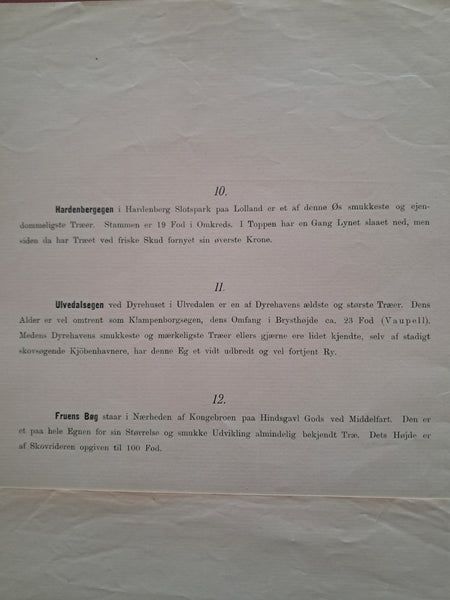 10.
Hardenbergegen i Hardenberg Slotspark paa Lolland er et af denne Øs smukkeste og ejen-
dommeligste Træer. Stammen er 19 Fod i Omkreds. I Toppen har en Gang Lynet slaaet ned, men
siden da har Træet ved friske Skud fornyet sin øverste Krone.
11.
Ulvedalsegen ved Dyrehuset i Ulvedalen er en af Dyrehavens ældste og største Træer. Dens
Alder er vel omtrent som Klampenborgegen, dens Omfang i Brysthøjde ca. 23 Fod (Vaupell).
Medens Dyrehavens smukkeste og mærkeligste Træer ellers gjærne ere lidet kjendte, selv af stadigt
skovsøgende Kjöbenhavnere, har denne Eg et vidt udbredt og vel fortjent Ry.
12.
Fruens Bøg staar i Nærheden af Kongebroen paa Hindsgavl Gods ved Middelfart. Den er
et paa hele Egnen for sin Størrelse og smukke Udvikling almindelig bekjendt Træ. Dets Højde er
af Skovrideren opgiven til 100 Fod.